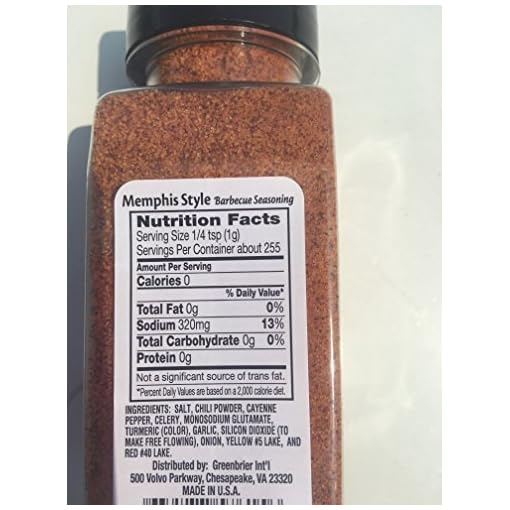 Memphis Style Barbecue Seasoning
Nutrition Facts
Serving Size 1/4 tsp (1g)
Servings Per Container about 255
Amount Per Serving
Calories 0
% Daily Value*
Total Fat 0g 0%
Sodium 320mg 13%
Total Carbohydrate 0g 0%
Protein 0g
Not a significant source of trans fat.
*Percent Daily Values are based on a 2,000 calorie diet.
INGREDIENTS: SALT, CHILI POWDER, CAYENNE
PEPPER, CELERY, MONOSODIUM GLUTAMATE,
TURMERIC (COLOR), GARLIC, SILICON DIOXIDE (TO
MAKE FREE FLOWING), ONION, YELLOW #5 LAKE, AND
RED #40 LAKE.
Distributed by: Greenbrier Int'l
500 Volvo Parkway, Chesapeake, VA 23320
MADE IN U.S.A.